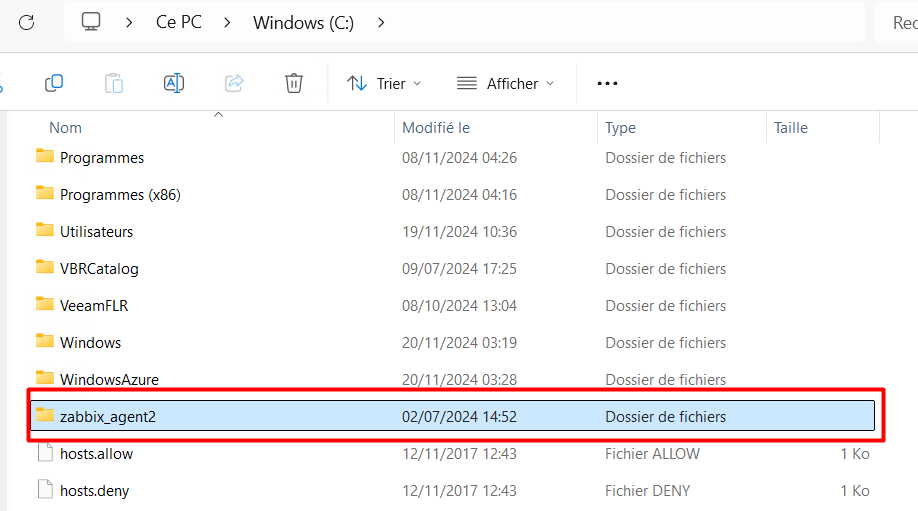 Ce PC > Windows (C:) > Rec
Trier Afficher ...
Nom Modifié le Type Taille
Programmes 08/11/2024 04:26 Dossier de fichiers
Programmes (x86) 08/11/2024 04:16 Dossier de fichiers
Utilisateurs 19/11/2024 10:36 Dossier de fichiers
VBRCatalog 09/07/2024 17:25 Dossier de fichiers
VeeamFLR 08/10/2024 13:04 Dossier de fichiers
Windows 20/11/2024 03:19 Dossier de fichiers
WindowsAzure 20/11/2024 03:28 Dossier de fichiers
zabbix_agent2 02/07/2024 14:52 Dossier de fichiers
hosts.allow 12/11/2017 12:43 Fichier ALLOW 1 Ko
hosts.deny 12/11/2017 12:43 Fichier DENY 1 Ko